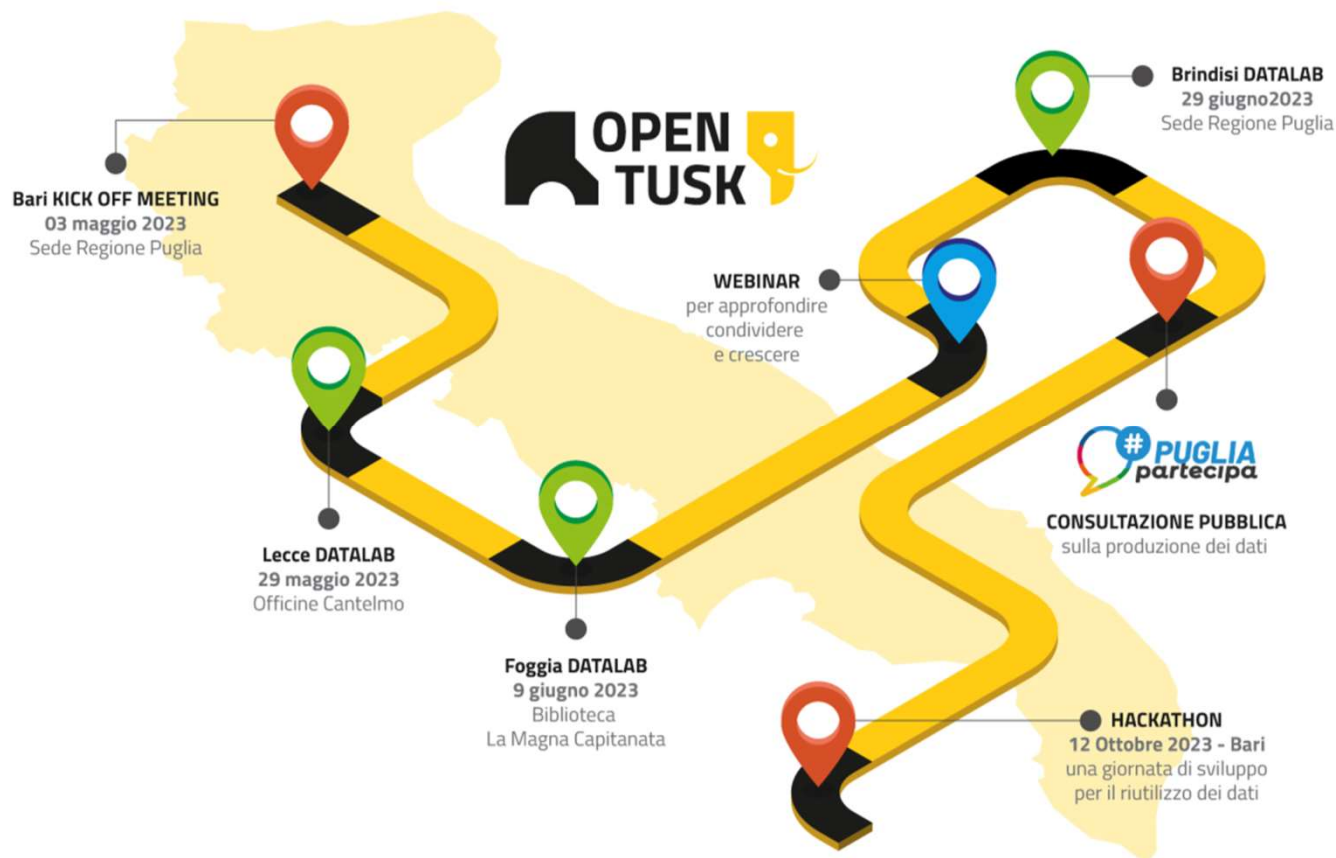 OPEN
TUSK
Bari KICK OFF MEETING
03 maggio 2023
Sede Regione Puglia
Lecce DATALAB
29 maggio 2023
Officine Cantelmo
Foggia DATALAB
9 giugno 2023
Biblioteca
La Magna Capitanata
WEBINAR
per approfondire
condividere
e crescere
Brindisi DATALAB
29 giugno2023
Sede Regione Puglia
# PUGLIA
partecipa
CONSULTAZIONE PUBBLICA
sulla produzione dei dati
HACKATHON
12 Ottobre 2023 - Bari
una giornata di sviluppo
per il riutilizzo dei dati